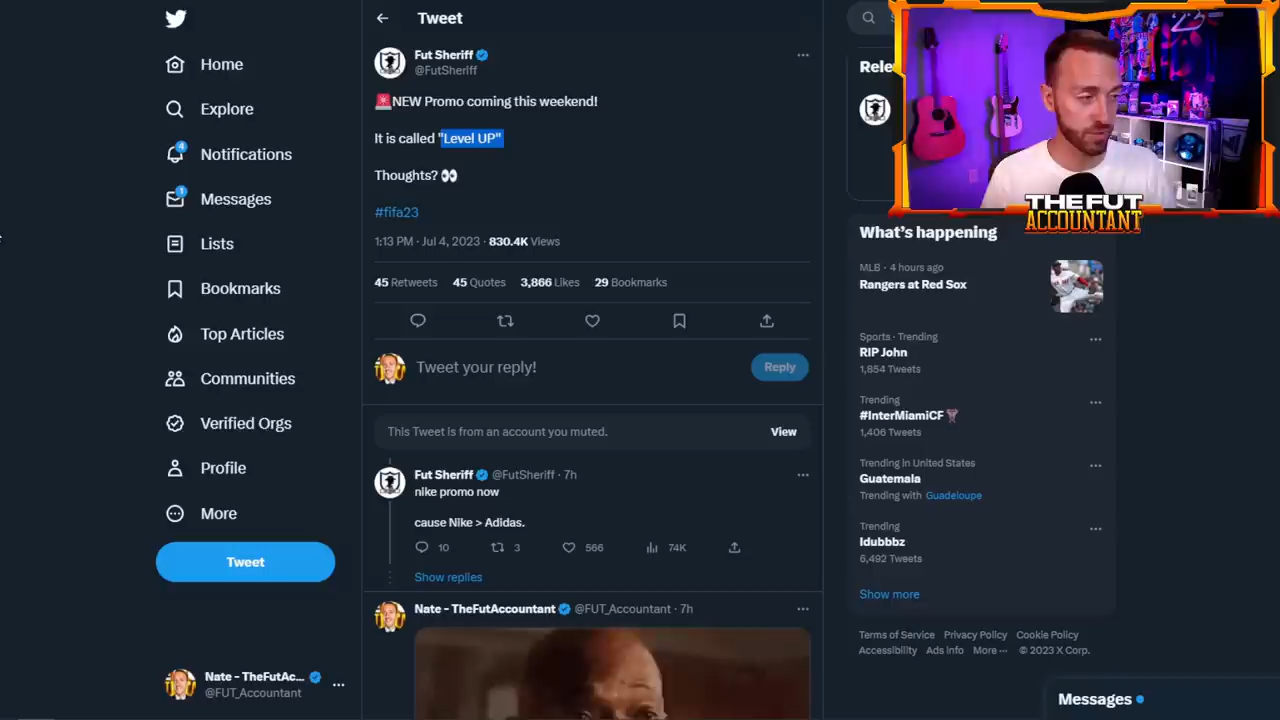 Home
Explore
4
Notifications
1
Messages
Lists
Bookmarks
Top Articles
Communities
Verified Orgs
Profile
More
Tweet
Nate - TheFutAc...
@FUT_Accountant
Tweet
Fut Sheriff
@FutSheriff
🚨NEW Promo coming this weekend!
It is called "Level UP"
Thoughts? 👀
#fifa23
1:13 PM · Jul 4, 2023 · 830.4K Views
45 Retweets 45 Quotes 3,866 Likes 29 Bookmarks
Tweet your reply!
Reply
This Tweet is from an account you muted.
View
Fut Sheriff @FutSheriff · 7h
nike promo now
cause Nike > Adidas.
10 3 566 74K
Show replies
Nate - TheFutAccountant @FUT_Accountant · 7h
Rele
23
THE FUT
ACCOUNTANT
What's happening
MLB · 4 hours ago
Rangers at Red Sox
Sports · Trending
RIP John
1,854 Tweets
Trending
#InterMiamiCF
1,406 Tweets
Trending in United States
Guatemala
Trending with Guadeloupe
Trending
Idubbbz
6,492 Tweets
Show more
Terms of Service Privacy Policy Cookie Policy
Accessibility Ads info More ··· © 2023 X Corp.
Messages